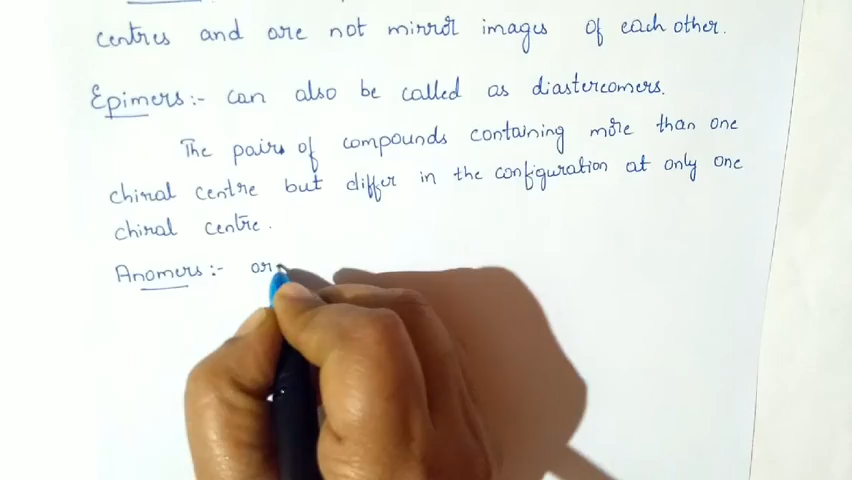 centres and are not mirror images of each other.
Epimers :- can also be called as diastereomers.
The pairs of compounds containing more than one
chiral centre but differ in the configuration at only one
chiral centre.
Anomers :- or